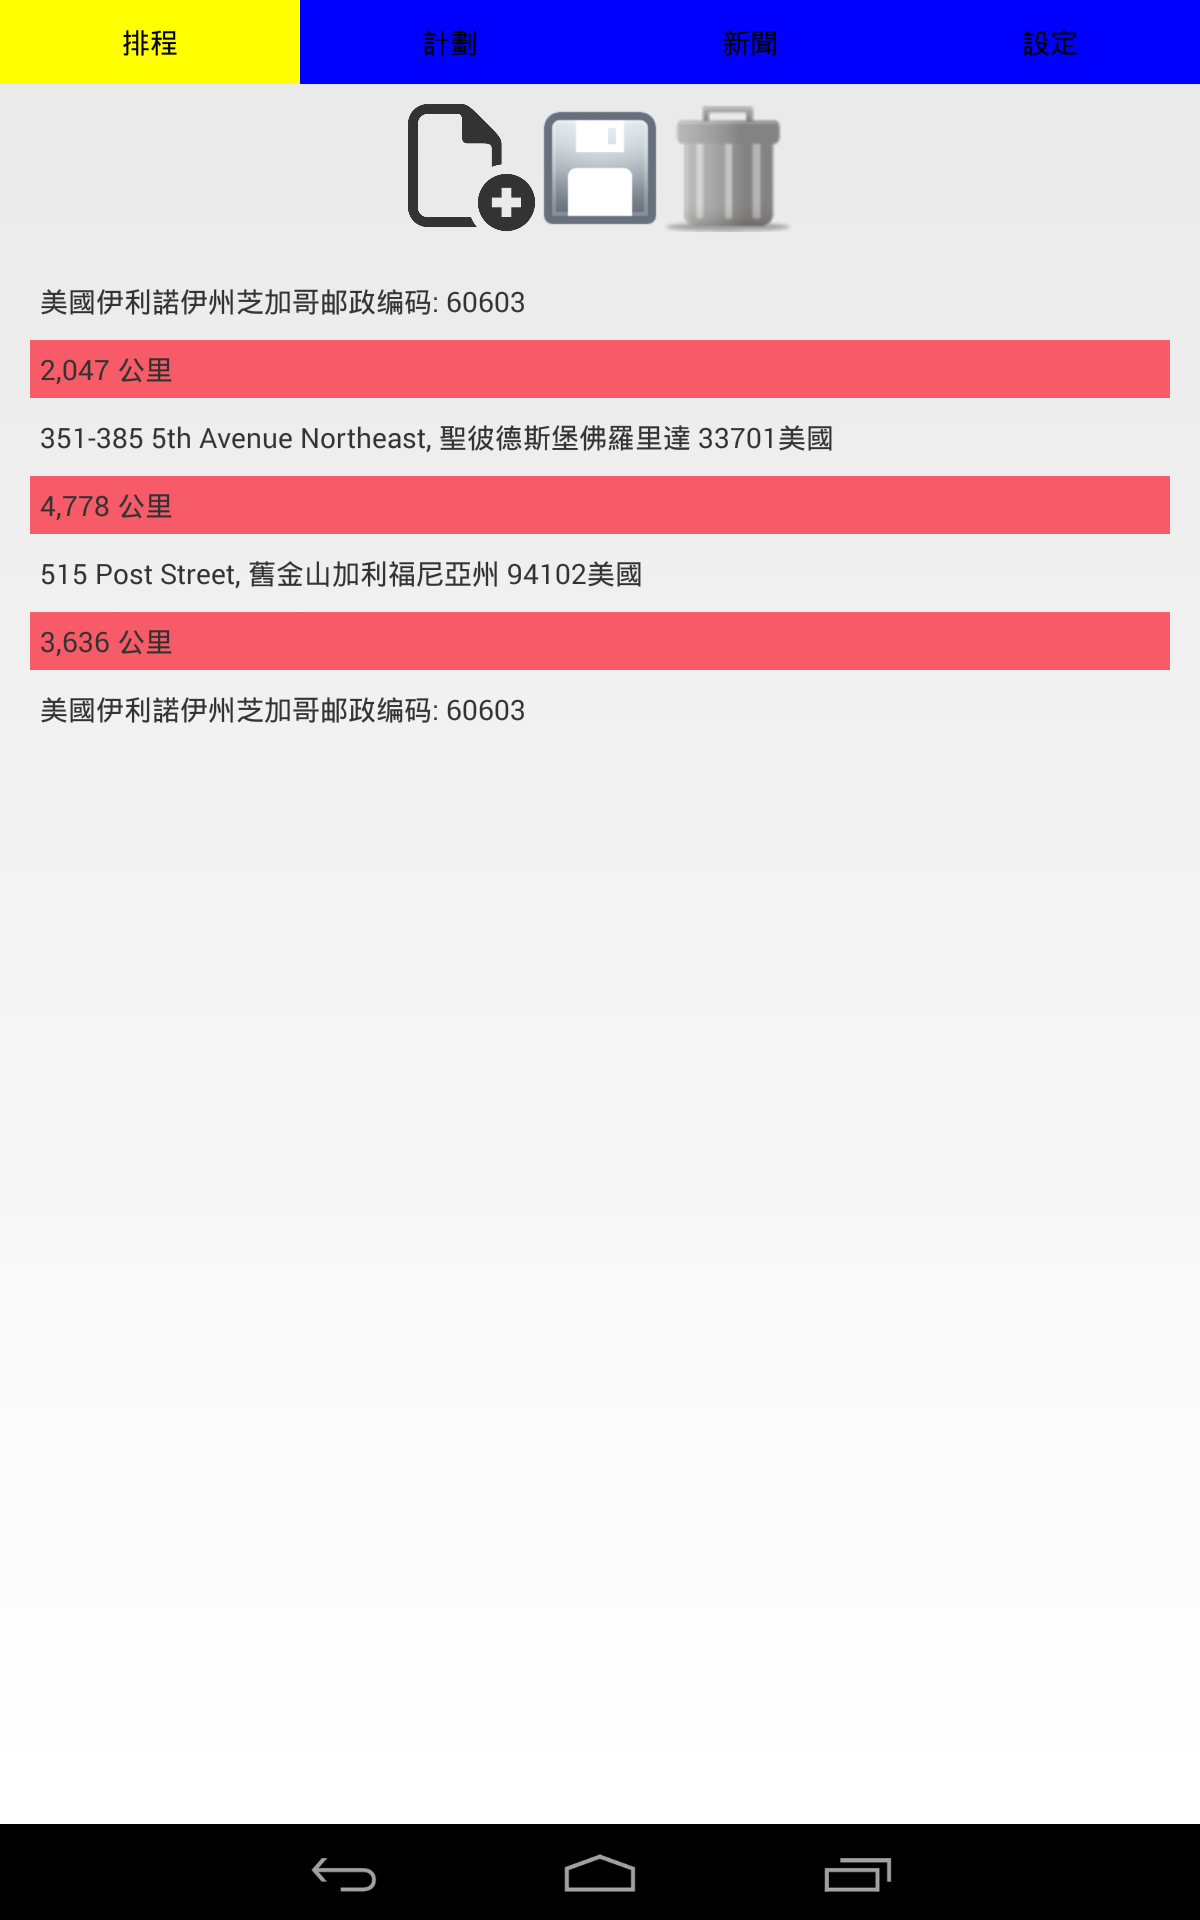 排程
計劃
新聞
設定
美國伊利諾伊州芝加哥邮政编码: 60603
2,047 公里
351-385 5th Avenue Northeast, 聖彼德斯堡佛羅里達 33701美國
4,778 公里
515 Post Street, 舊金山加利福尼亞州 94102美國
3,636 公里
美國伊利諾伊州芝加哥邮政编码: 60603